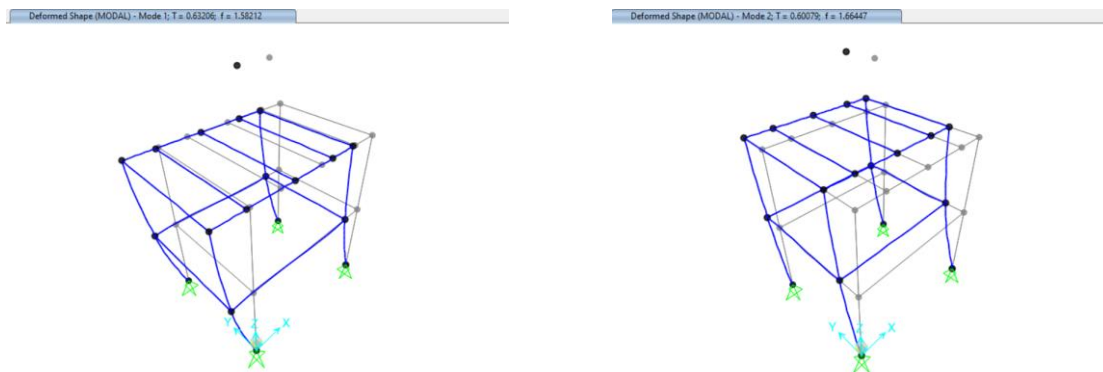 Deformed Shape (MODAL) - Mode 1; T = 0.63206; f = 1.58212
Deformed Shape (MODAL) - Mode 2; T = 0.60079; f = 1.66447
Y Z X
Y Z X